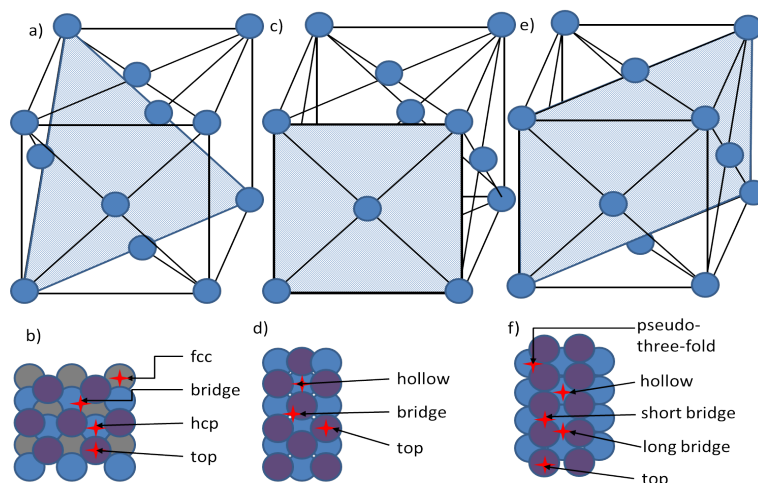 a)
c)
e)
b)
fcc
bridge
hcp
top
d)
hollow
bridge
top
f)
pseudo-
three-fold
hollow
short bridge
long bridge
top